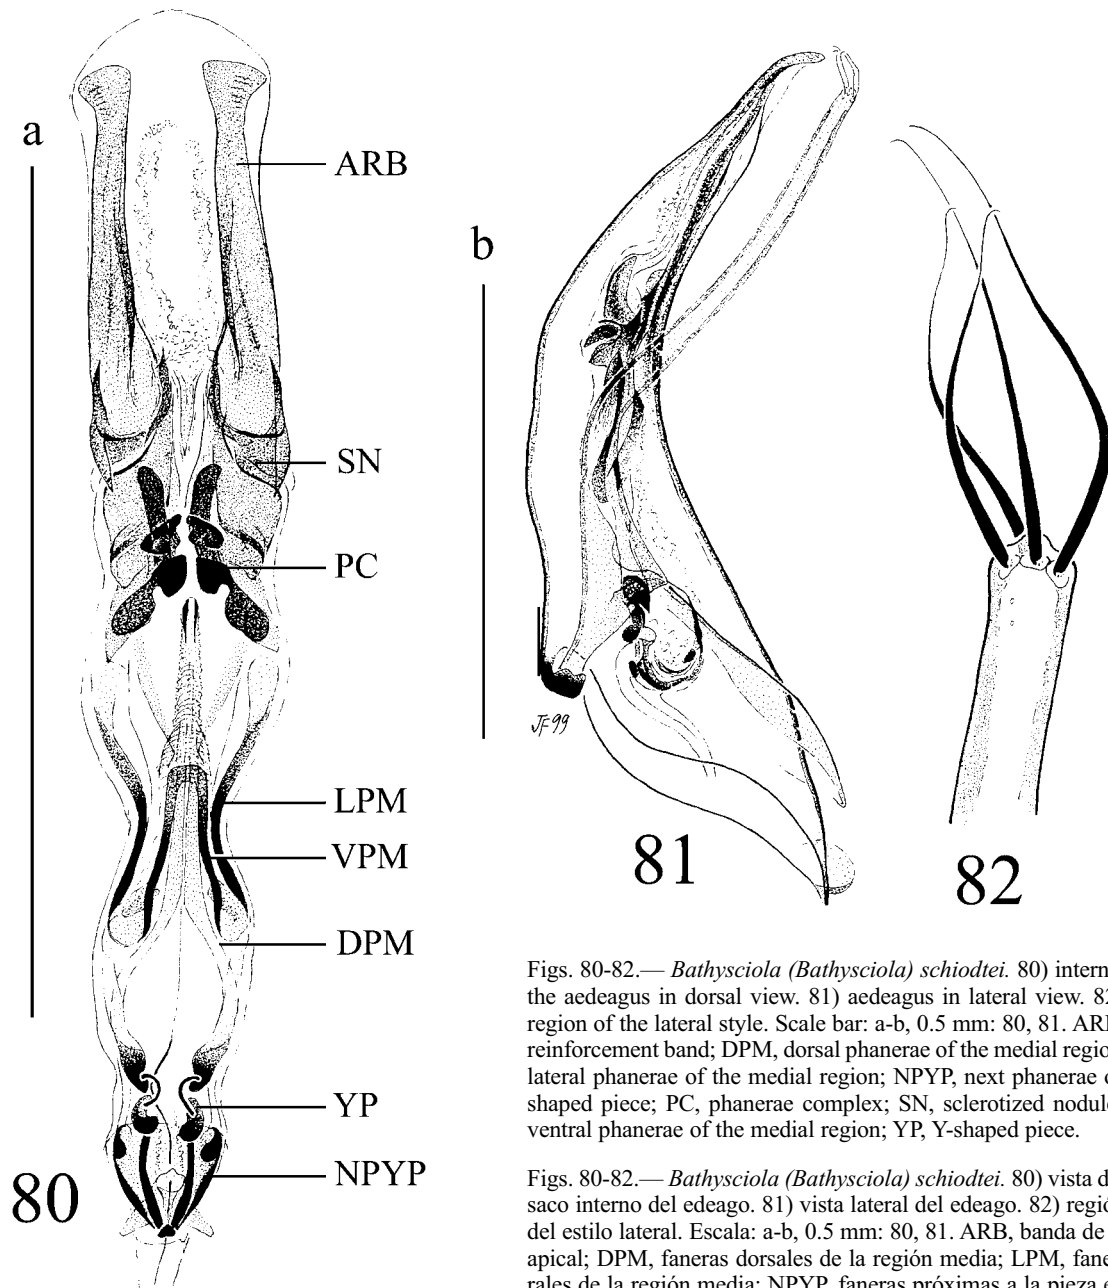 a
ARB
b
SN
PC
LPM
VPM
DPM
YP
NPYP
80
JF 99
81
82
Figs. 80-82.— Bathysciola (Bathysciola) schiodtei. 80) intern
the aedeagus in dorsal view. 81) aedeagus in lateral view. 82
region of the lateral style. Scale bar: a-b, 0.5 mm: 80, 81. ARB
reinforcement band; DPM, dorsal phanerae of the medial regio
lateral phanerae of the medial region; NPYP, next phanerae o
shaped piece; PC, phanerae complex; SN, sclerotized nodul
ventral phanerae of the medial region; YP, Y-shaped piece.
Figs. 80-82.— Bathysciola (Bathysciola) schiodtei. 80) vista d
saco interno del edeago. 81) vista lateral del edeago. 82) regió
del estilo lateral. Escala: a-b, 0.5 mm: 80, 81. ARB, banda de
apical; DPM, faneras dorsales de la región media; LPM, fane
rales de la región media; NPYP, faneras próximas a la pieza e